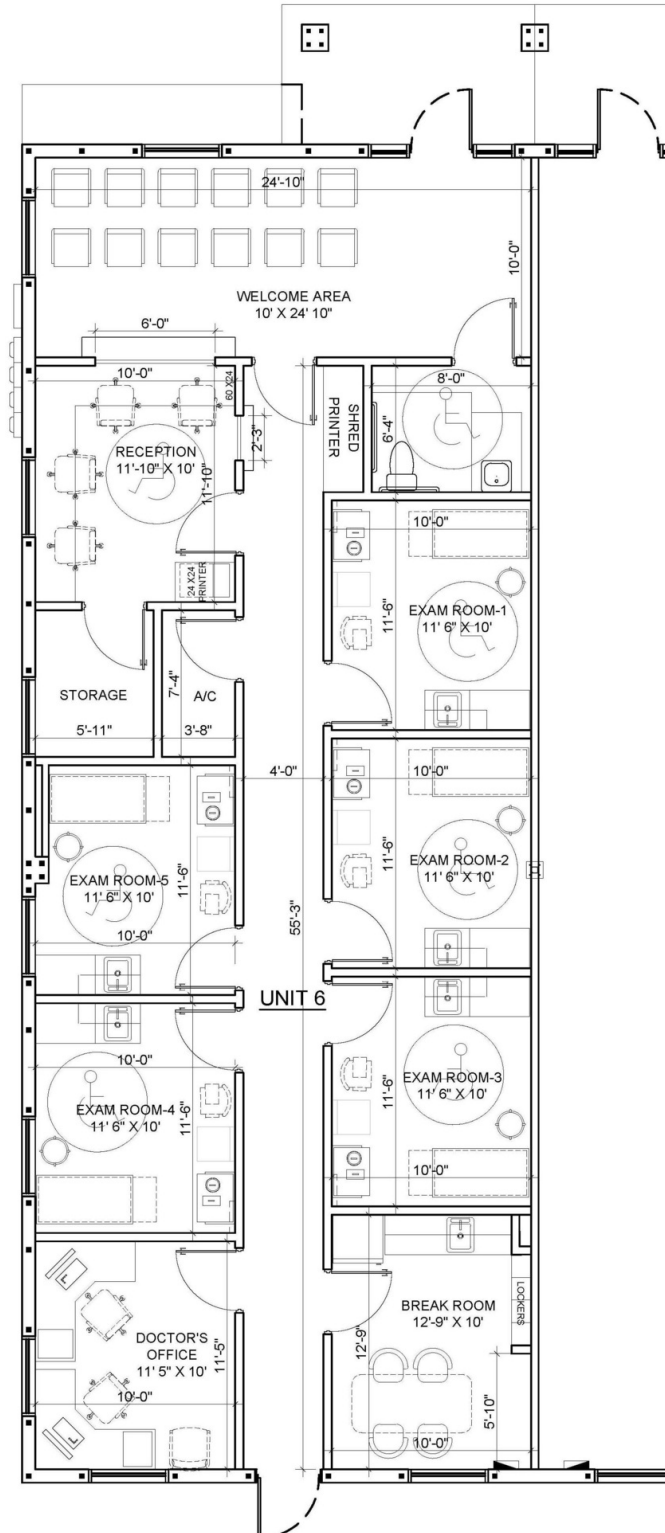 24'-10"
10'-0"
WELCOME AREA
10' X 24' 10"
6'-0"
10'-0"
60 X24
8'-0"
SHRED
PRINTER
6'-4"
2'-3"
RECEPTION
11'-10" X 10'
11'-10"
10'-0"
24 X24
PRINTER
EXAM ROOM-1
11' 6" X 10'
11'-6"
7'-4"
STORAGE
A/C
5'-11"
3'-8"
4'-0"
10'-0"
11'-6"
EXAM ROOM-2
11' 6" X 10'
EXAM ROOM-5
11' 6" X 10'
11'-6"
10'-0"
55'-3"
UNIT 6
10'-0"
EXAM ROOM-4
11' 6" X 10'
11'-6"
EXAM ROOM-3
11' 6" X 10'
11'-6"
10'-0"
LOCKERS
BREAK ROOM
12'-9" X 10'
12'-9"
DOCTOR'S
OFFICE
11' 5" X 10'
11'-5"
10'-0"
5'-10"
10'-0"